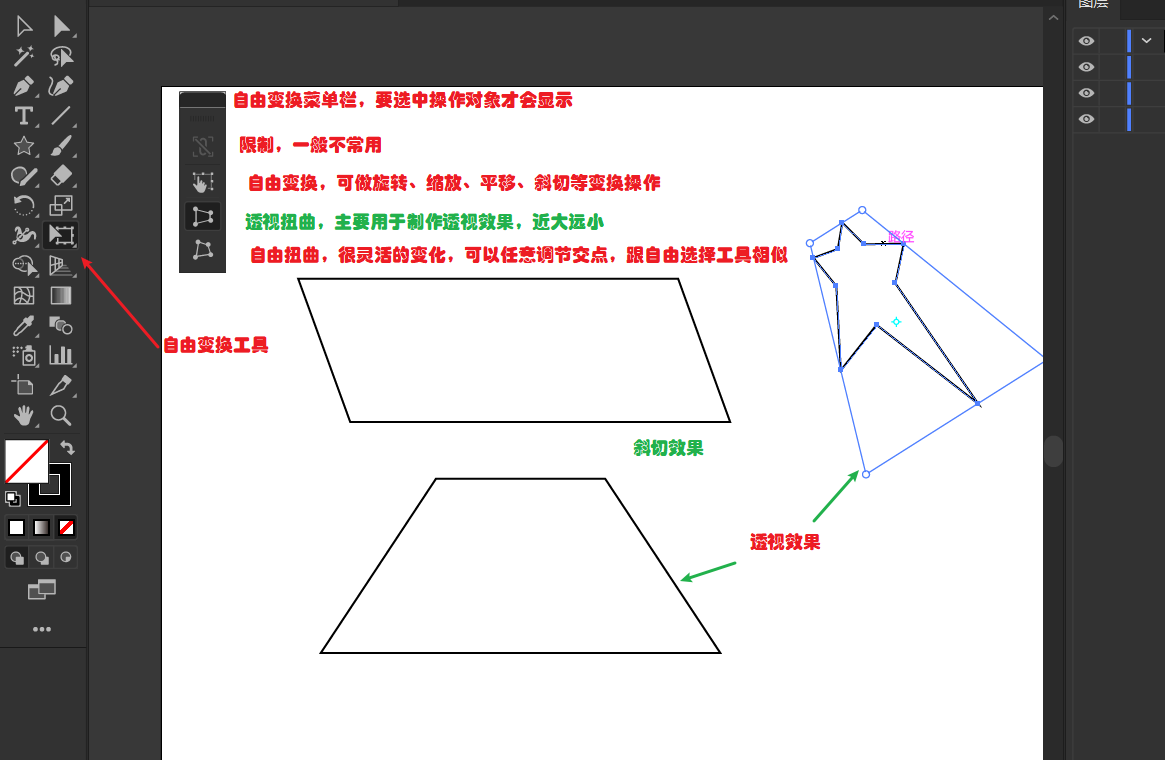 图层
自由变换菜单栏，要选中操作对象才会显示
限制，一般不常用
自由变换，可做旋转、缩放、平移、斜切等变换操作
透视扭曲，主要用于制作透视效果，近大远小
路径
自由扭曲，很灵活的变化，可以任意调节交点，跟自由选择工具相似
自由变换工具
斜切效果
透视效果